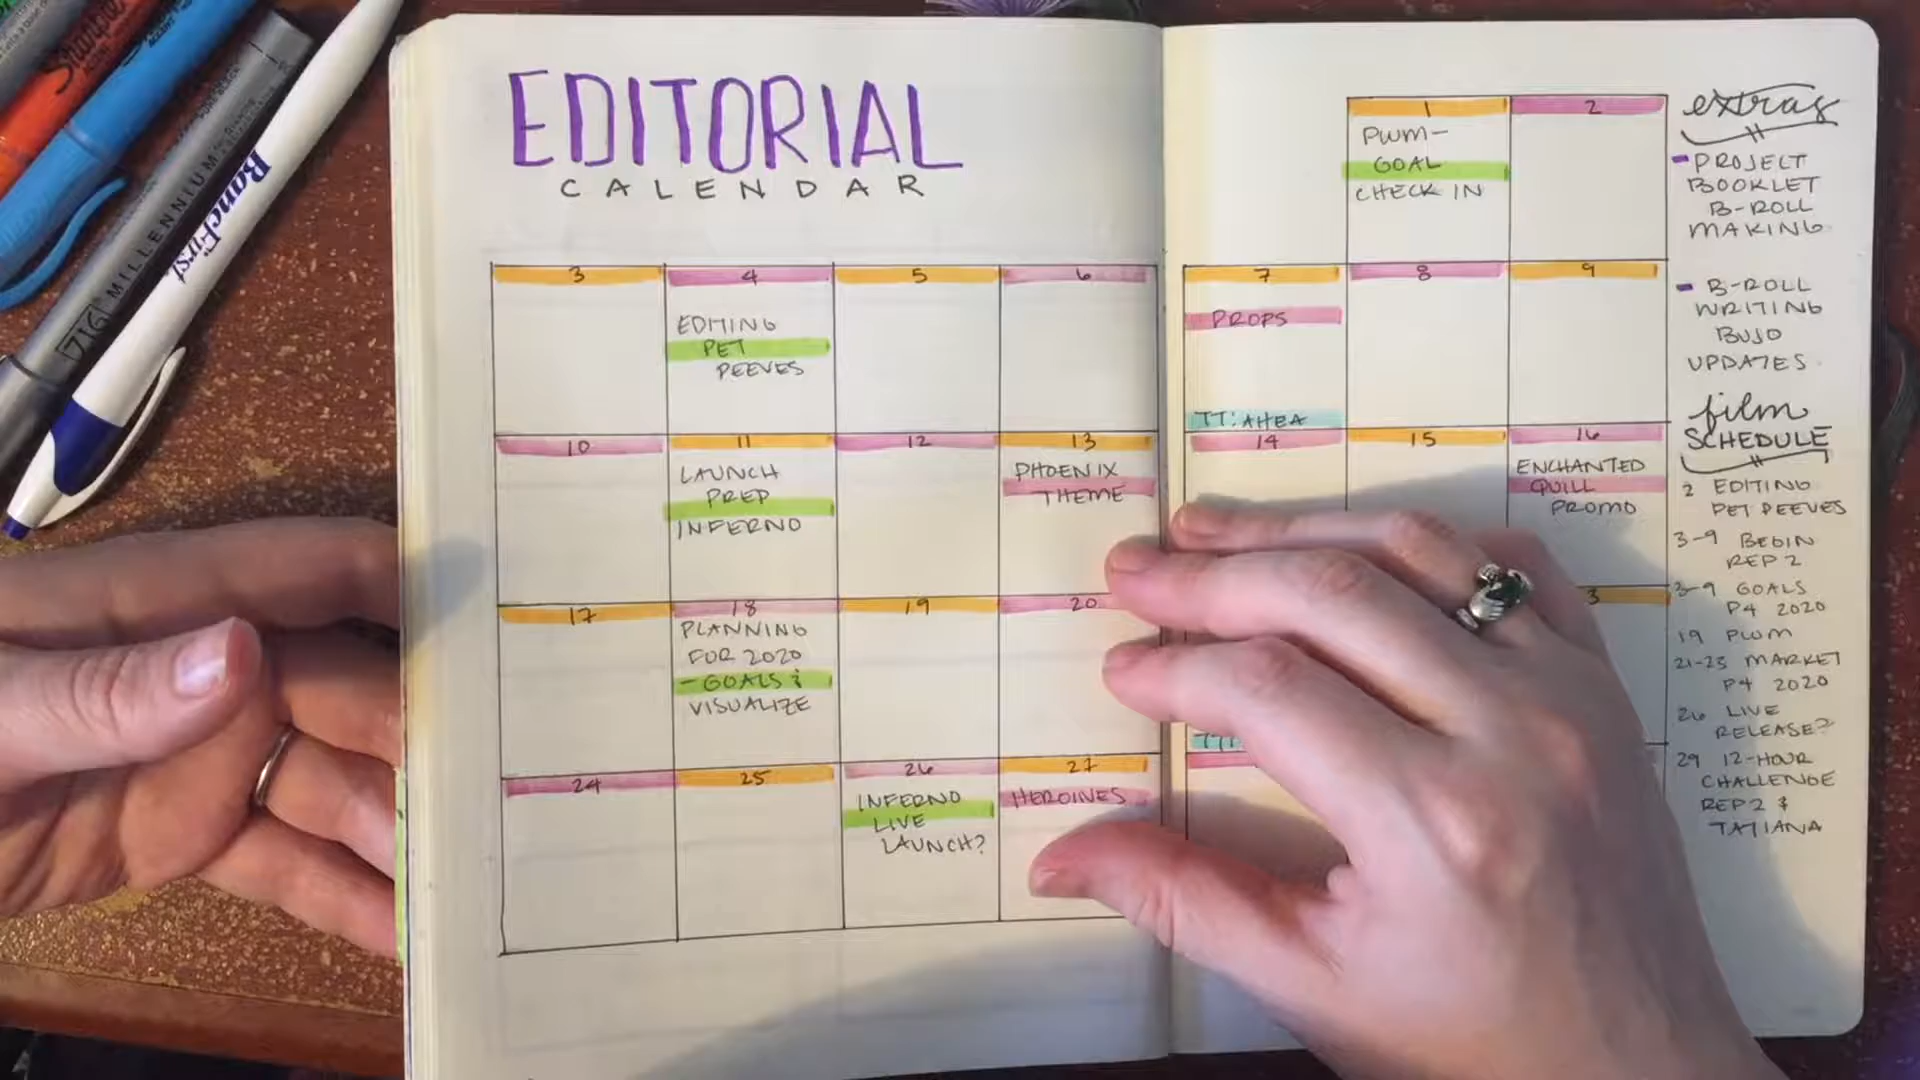 Sharpie
ZIG MILLENNIUM
BancFirst
EDITORIAL
CALENDAR
1
PWM-
GOAL
CHECK IN
2
3
4
EDITING
PET
PEEVES
5
6
7
PROPS
TT: AHEA
8
9
10
11
LAUNCH
PREP
INFERNO
12
13
PHOENIX
THEME
14
15
16
ENCHANTED
QUILL
PROMO
17
18
PLANNING
FOR 2020
- GOALS &
VISUALIZE
19
20
3
24
25
26
INFERNO
LIVE
LAUNCH?
27
HEROINES
extras
- PROJECT
BOOKLET
B-ROLL
MAKING
- B-ROLL
WRITING
BUJO
UPDATES
film
SCHEDULE
2 EDITING
PET PEEVES
3-9 BEGIN
REP 2
3-9 GOALS
P4 2020
19 PWM
21-23 MARKET
P4 2020
26 LIVE
RELEASE?
29 12-HOUR
CHALLENGE
REP 2 &
TATIANA